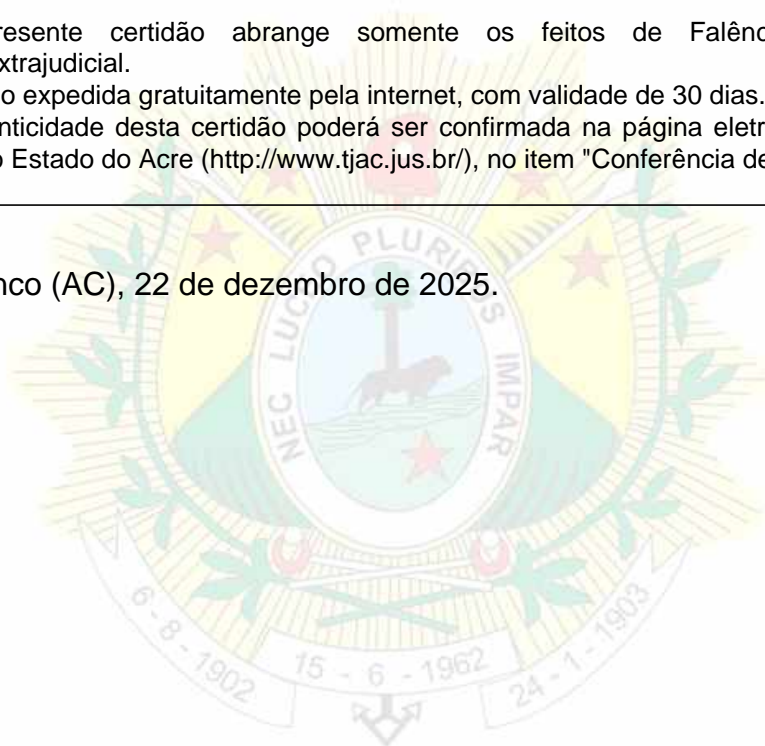 resente certidão abrange somente os feitos de Falênc
xtrajudicial.
o expedida gratuitamente pela internet, com validade de 30 dias.
nticidade desta certidão poderá ser confirmada na página eletr
o Estado do Acre (http://www.tjac.jus.br/), no item "Conferência de
nco (AC), 22 de dezembro de 2025.
NEC LUCEO PLURIBUS IMPAR
6 - 8 - 1902
15 - 6 - 1962
24 - 1 - 1903